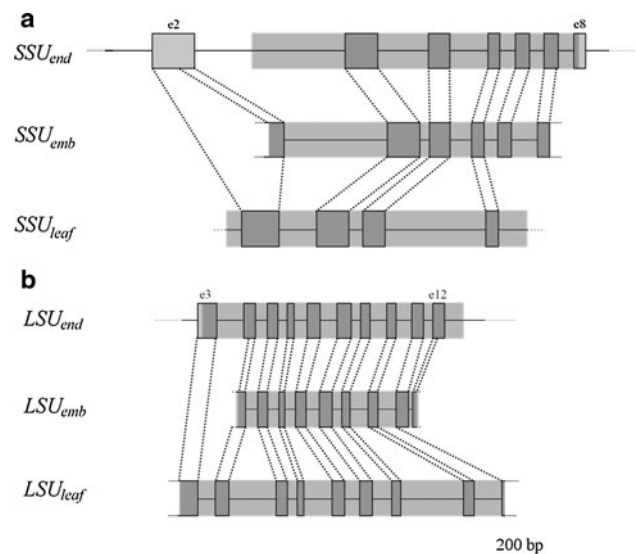 a
e2 e8
SSUend
SSUemb
SSUleaf
b
e3 e12
LSUend
LSUemb
LSUleaf
200 bp